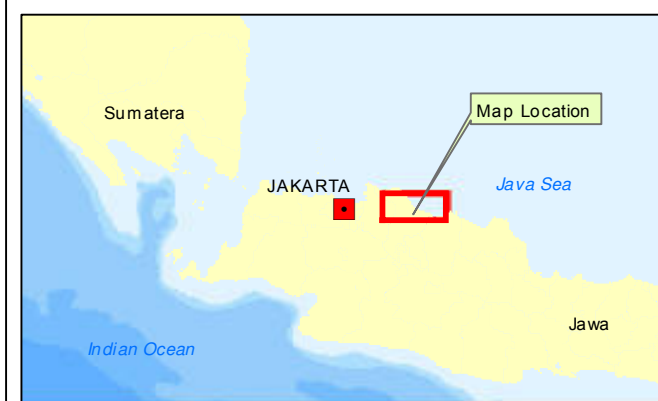 Sumatera
Map Location
JAKARTA
Java Sea
Jawa
Indian Ocean